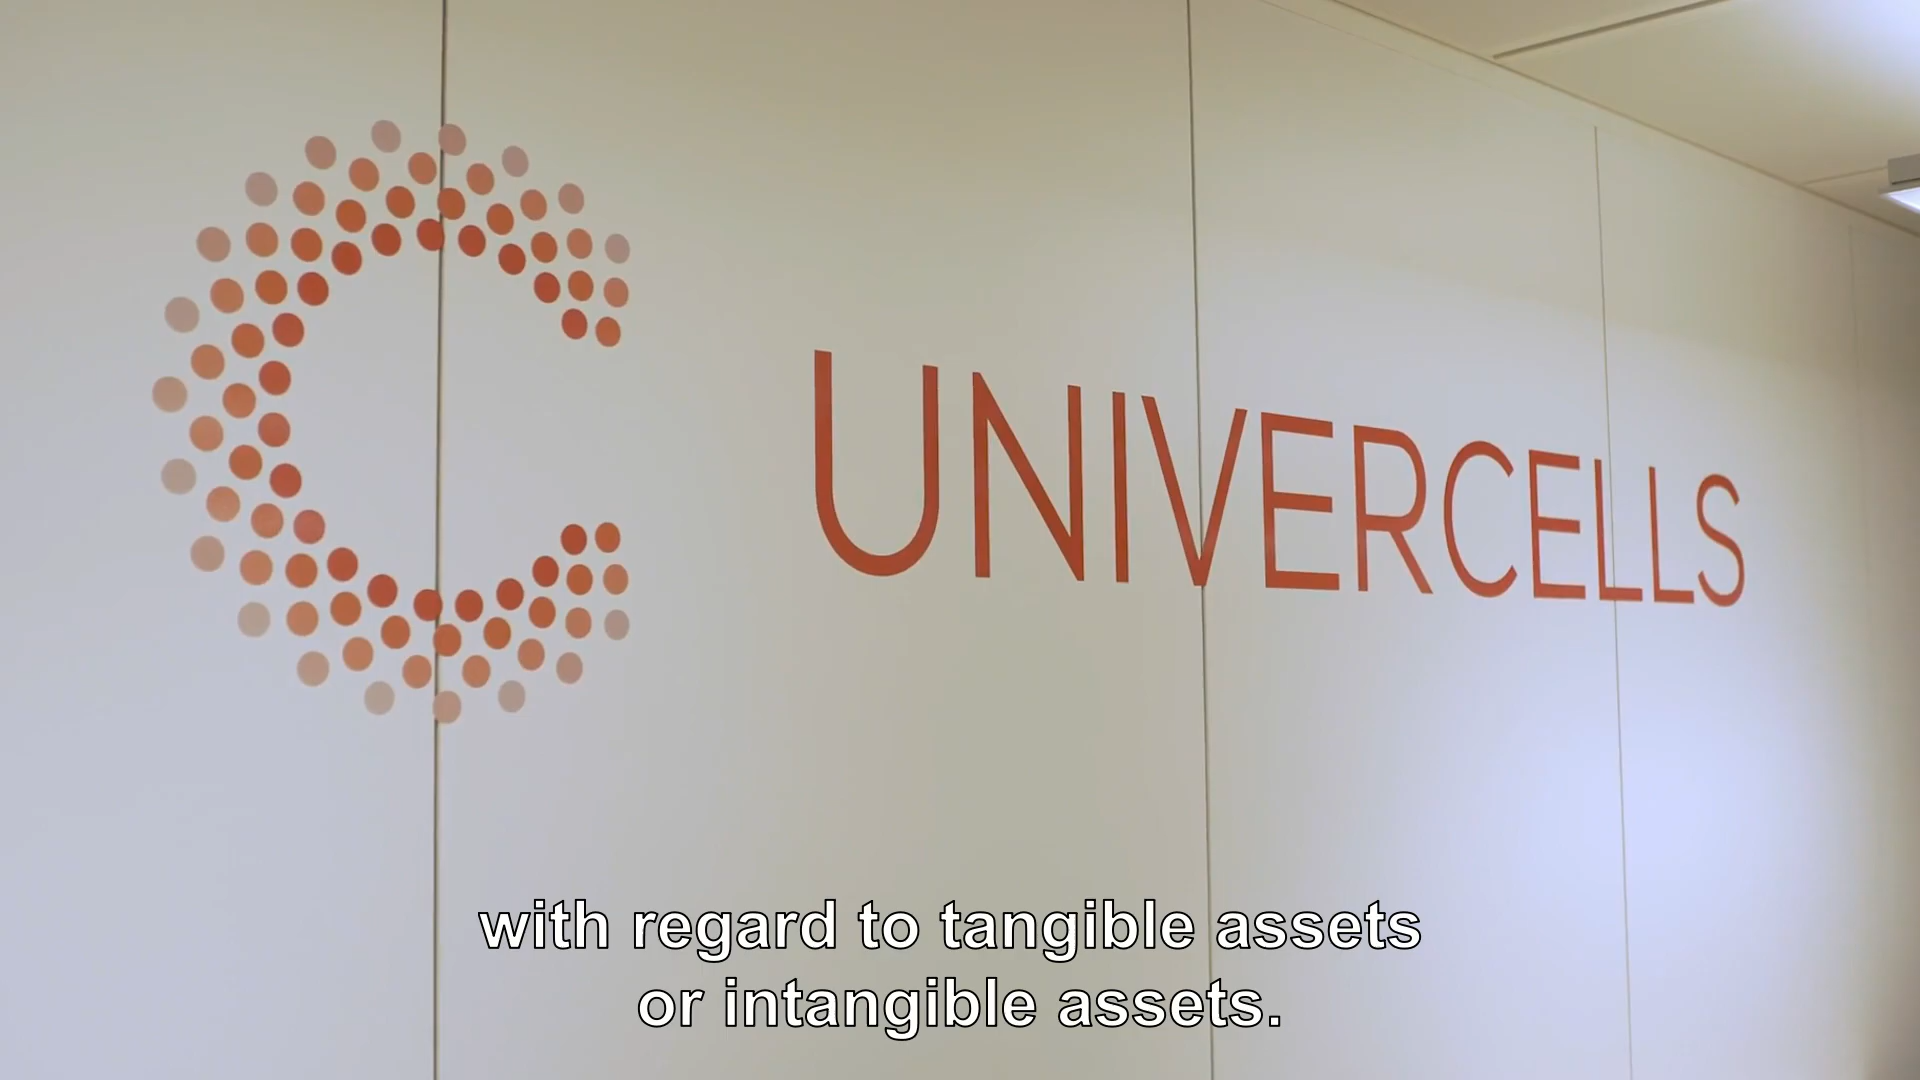 UNIVERCELLS
with regard to tangible assets
or intangible assets.